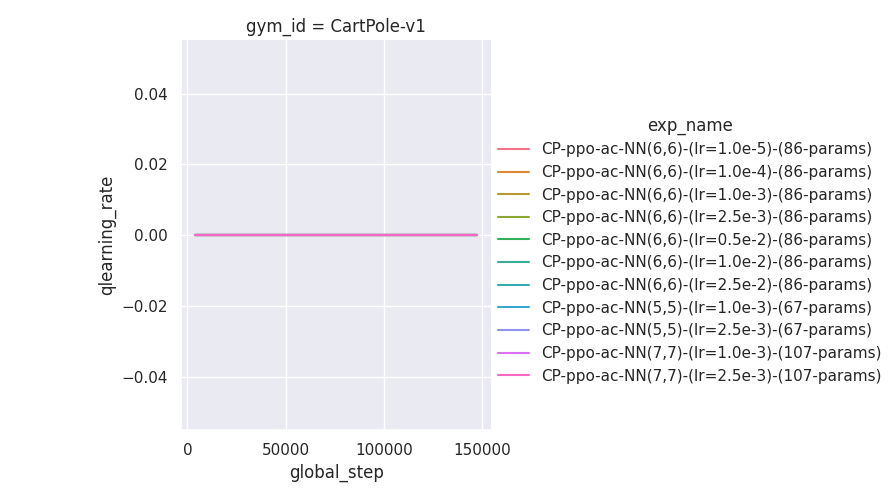 gym_id = CartPole-v1
0.04
0.02
0.00
−0.02
−0.04
qlearning_rate
0
50000
100000
150000
global_step
exp_name
CP-ppo-ac-NN(6,6)-(lr=1.0e-5)-(86-params)
CP-ppo-ac-NN(6,6)-(lr=1.0e-4)-(86-params)
CP-ppo-ac-NN(6,6)-(lr=1.0e-3)-(86-params)
CP-ppo-ac-NN(6,6)-(lr=2.5e-3)-(86-params)
CP-ppo-ac-NN(6,6)-(lr=0.5e-2)-(86-params)
CP-ppo-ac-NN(6,6)-(lr=1.0e-2)-(86-params)
CP-ppo-ac-NN(6,6)-(lr=2.5e-2)-(86-params)
CP-ppo-ac-NN(5,5)-(lr=1.0e-3)-(67-params)
CP-ppo-ac-NN(5,5)-(lr=2.5e-3)-(67-params)
CP-ppo-ac-NN(7,7)-(lr=1.0e-3)-(107-params)
CP-ppo-ac-NN(7,7)-(lr=2.5e-3)-(107-params)